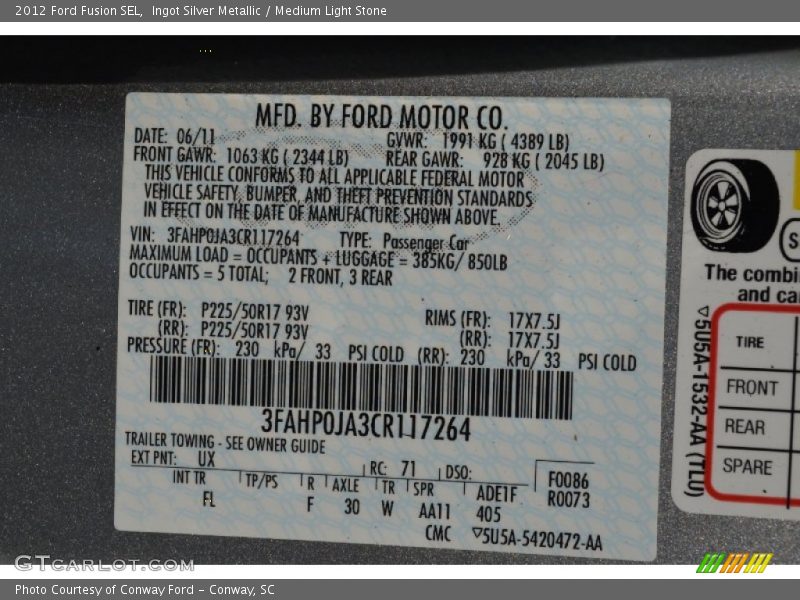 2012 Ford Fusion SEL,  Ingot Silver Metallic / Medium Light Stone
MFD. BY FORD MOTOR CO.
DATE: 06/11 GVWR: 1991 KG ( 4389 LB)
FRONT GAWR: 1063 KG ( 2344 LB) REAR GAWR: 928 KG ( 2045 LB)
THIS VEHICLE CONFORMS TO ALL APPLICABLE FEDERAL MOTOR
VEHICLE SAFETY, BUMPER, AND THEFT PREVENTION STANDARDS
IN EFFECT ON THE DATE OF MANUFACTURE SHOWN ABOVE.
VIN: 3FAHP0JA3CR117264 TYPE: Passenger Car
MAXIMUM LOAD = OCCUPANTS + LUGGAGE = 385KG/ 850LB
OCCUPANTS = 5 TOTAL; 2 FRONT, 3 REAR
TIRE (FR): P225/50R17 93V RIMS (FR): 17X7.5J
(RR): P225/50R17 93V (RR): 17X7.5J
PRESSURE (FR): 230 kPa/ 33 PSI COLD (RR): 230 kPa/ 33 PSI COLD
3FAHP0JA3CR117264
TRAILER TOWING - SEE OWNER GUIDE
EXT PNT: UX RC: 71 DSO: F0086
INT TR TP/PS R AXLE TR SPR ADE1F R0073
FL F 30 W AA11 405
CMC ▽5U5A-5420472-AA
The combi
and ca
▽5U5A-1532-AA (TLU)
TIRE
FRONT
REAR
SPARE
GTCARLOT.COM
Photo Courtesy of Conway Ford - Conway, SC